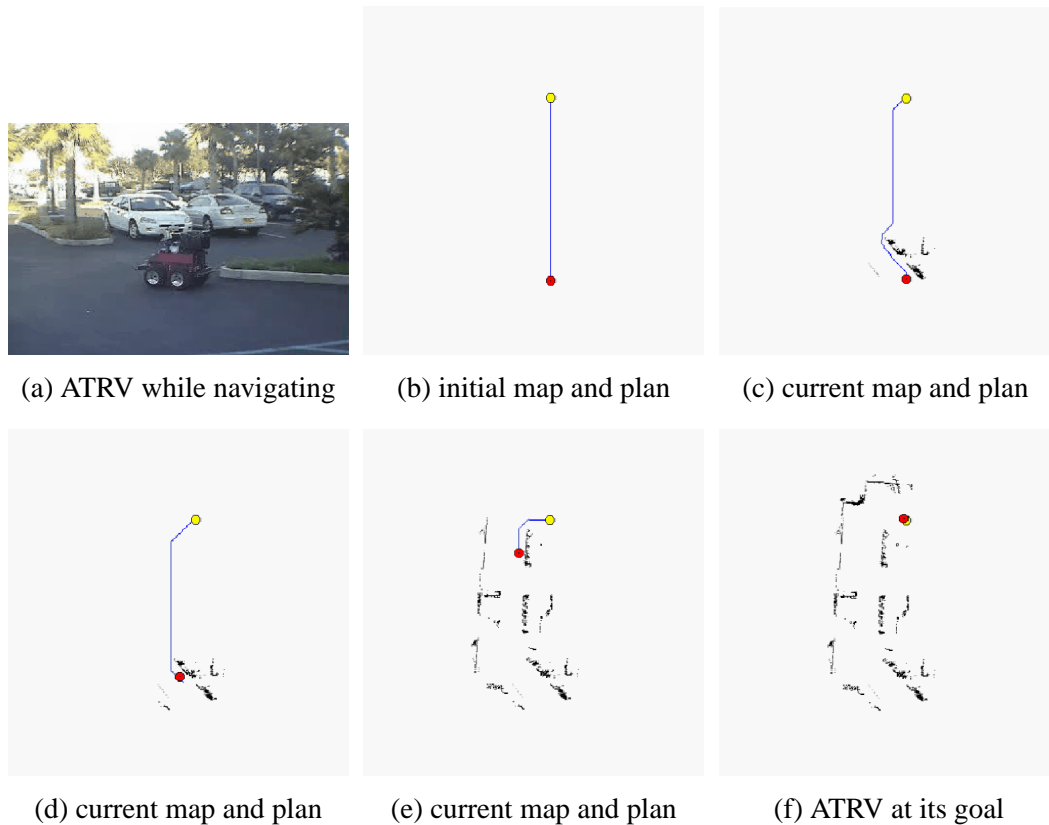 (a) ATRV while navigating
(b) initial map and plan
(c) current map and plan
(d) current map and plan
(e) current map and plan
(f) ATRV at its goal